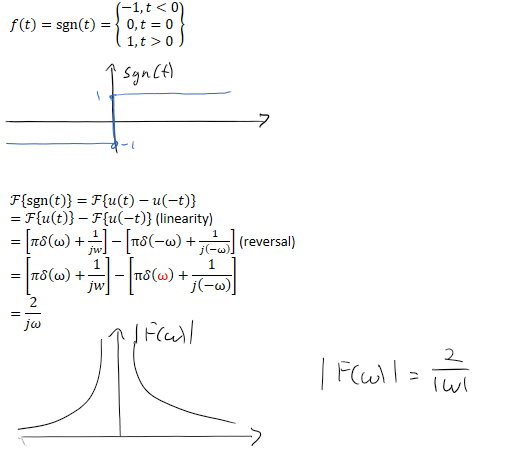 f(t) = sgn(t) = { −1, t < 0
0, t = 0
1, t > 0 }
sgn(t)
1
-1
ℱ{sgn(t)} = ℱ{u(t) − u(−t)}
= ℱ{u(t)} − ℱ{u(−t)} (linearity)
= [πδ(ω) + 1/jw] − [πδ(−ω) + 1/j(−ω)] (reversal)
= [πδ(ω) + 1/jw] − [πδ(ω) + 1/j(−ω)]
= 2/jω
|F(ω)|
|F(ω)| = 2/|ω|